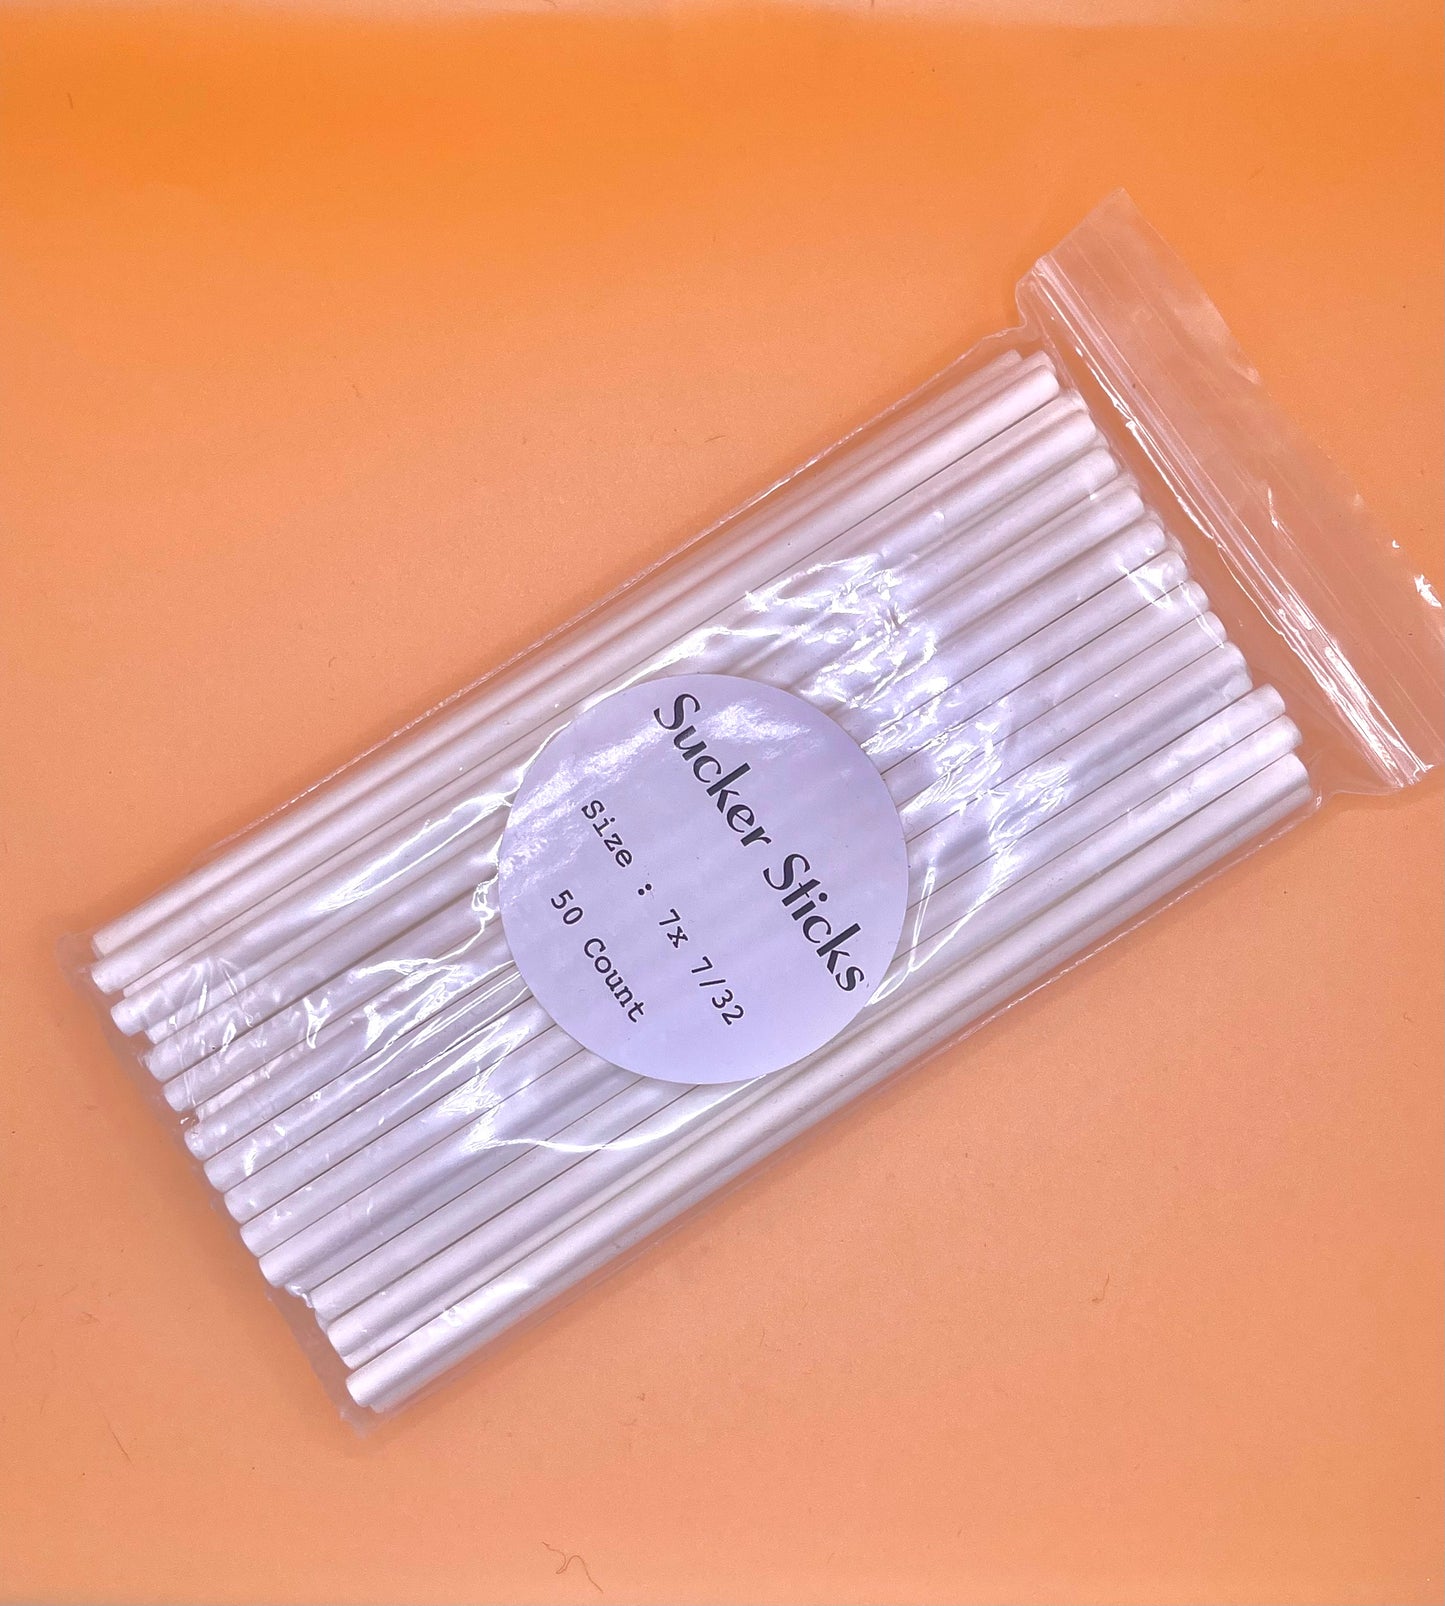 Sucker Sticks
Size : 7x 7/32
50 Count